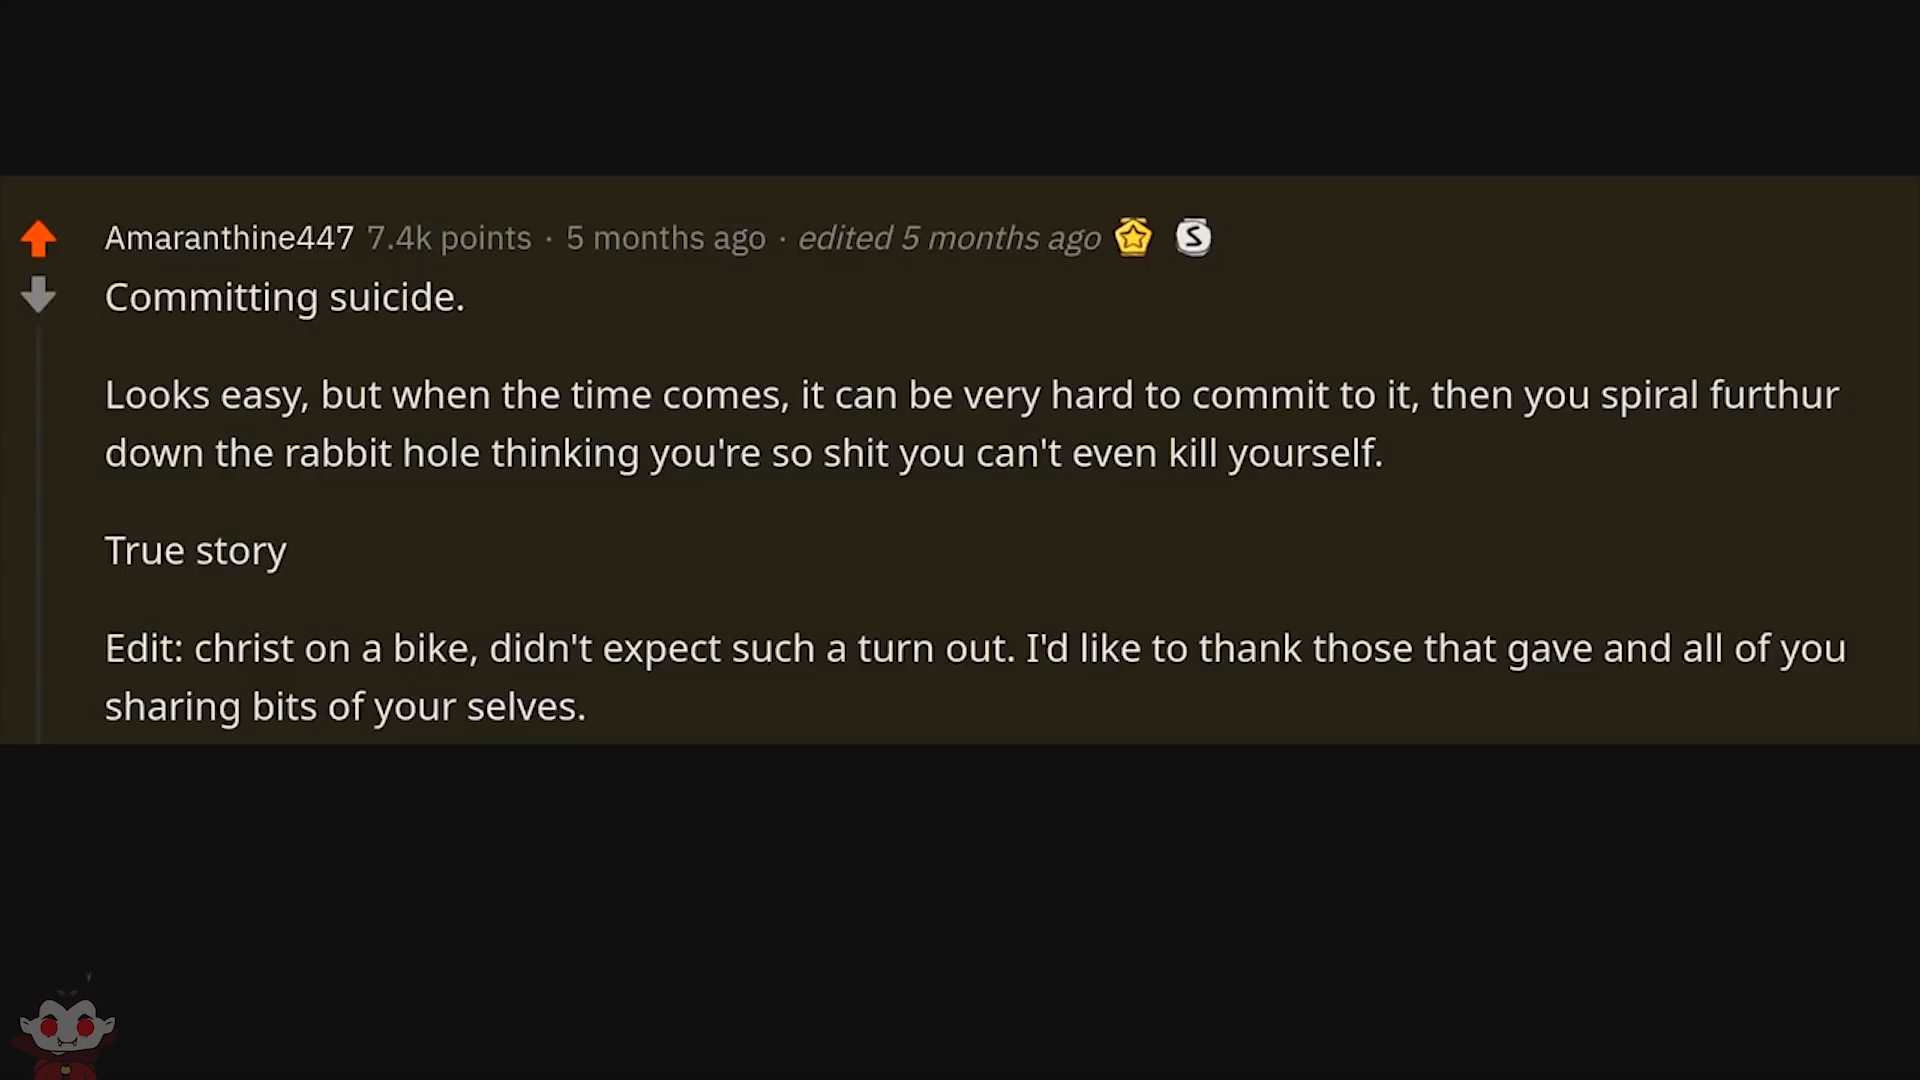 Amaranthine447 7.4k points · 5 months ago · edited 5 months ago S
Committing suicide.
Looks easy, but when the time comes, it can be very hard to commit to it, then you spiral furthur
down the rabbit hole thinking you're so shit you can't even kill yourself.
True story
Edit: christ on a bike, didn't expect such a turn out. I'd like to thank those that gave and all of you
sharing bits of your selves.